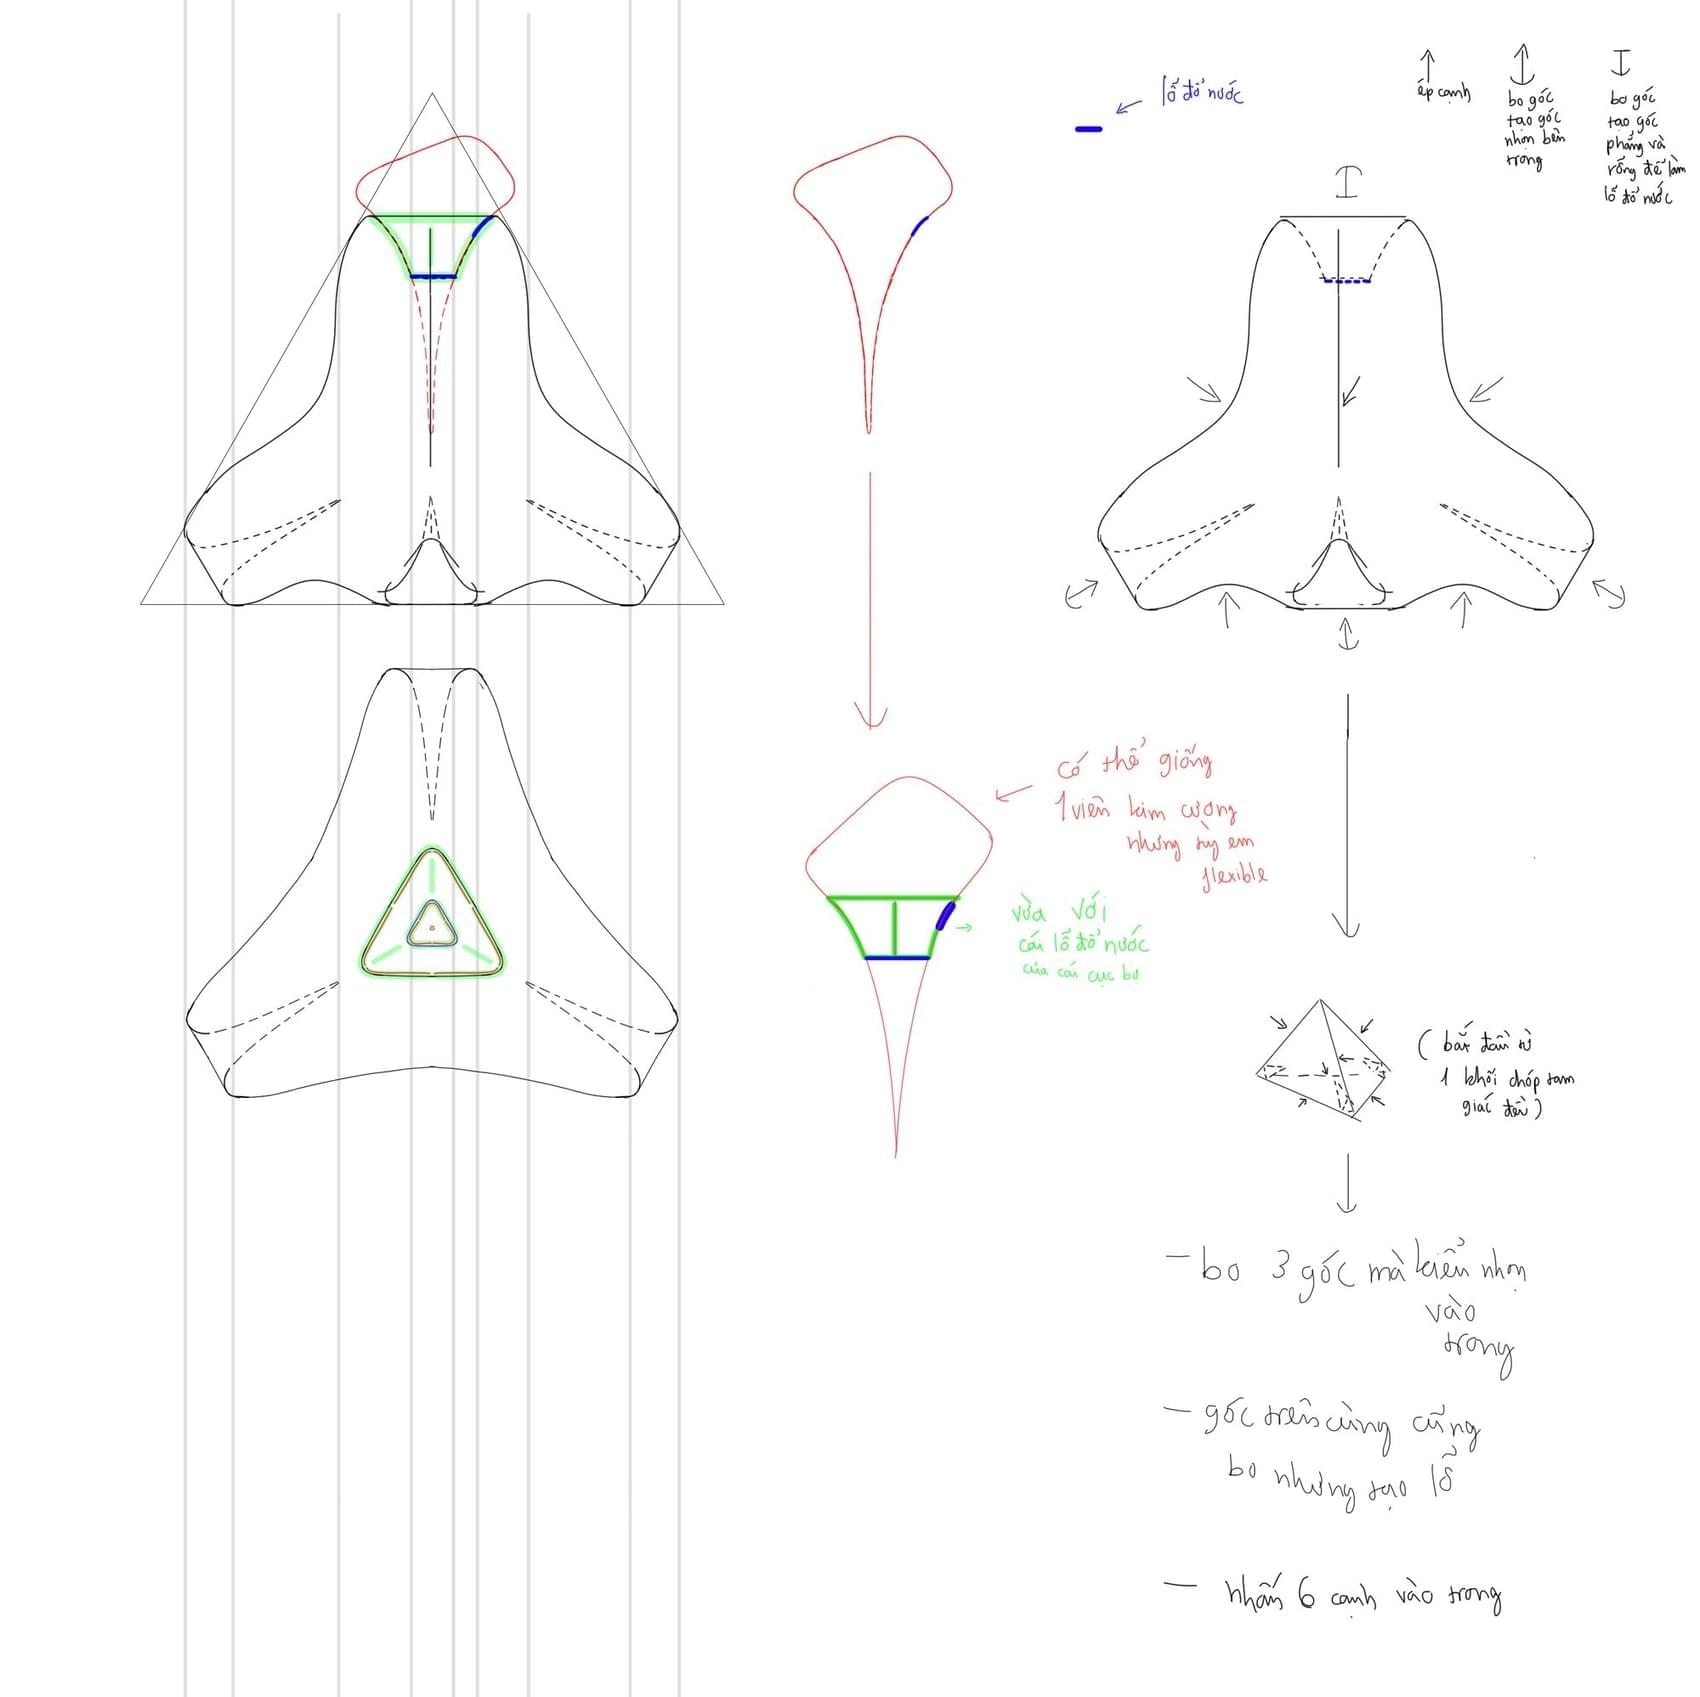 lỗ đổ nước
ép cạnh
bo góc
tạo góc
nhọn bên
trong
bo góc
tạo góc
phẳng và
rỗng để làm
lỗ đổ nước
có thể giống
1 viên kim cương
nhưng tùy em
flexible
vừa với
cái lỗ đổ nước
của cái cục bự
(bắt đầu từ
1 khối chóp tam
giác đều)
- bo 3 góc mà kiểu nhọn
vào
trong
- góc trên cùng cũng
bo nhưng tạo lỗ
- nhấn 6 cạnh vào trong